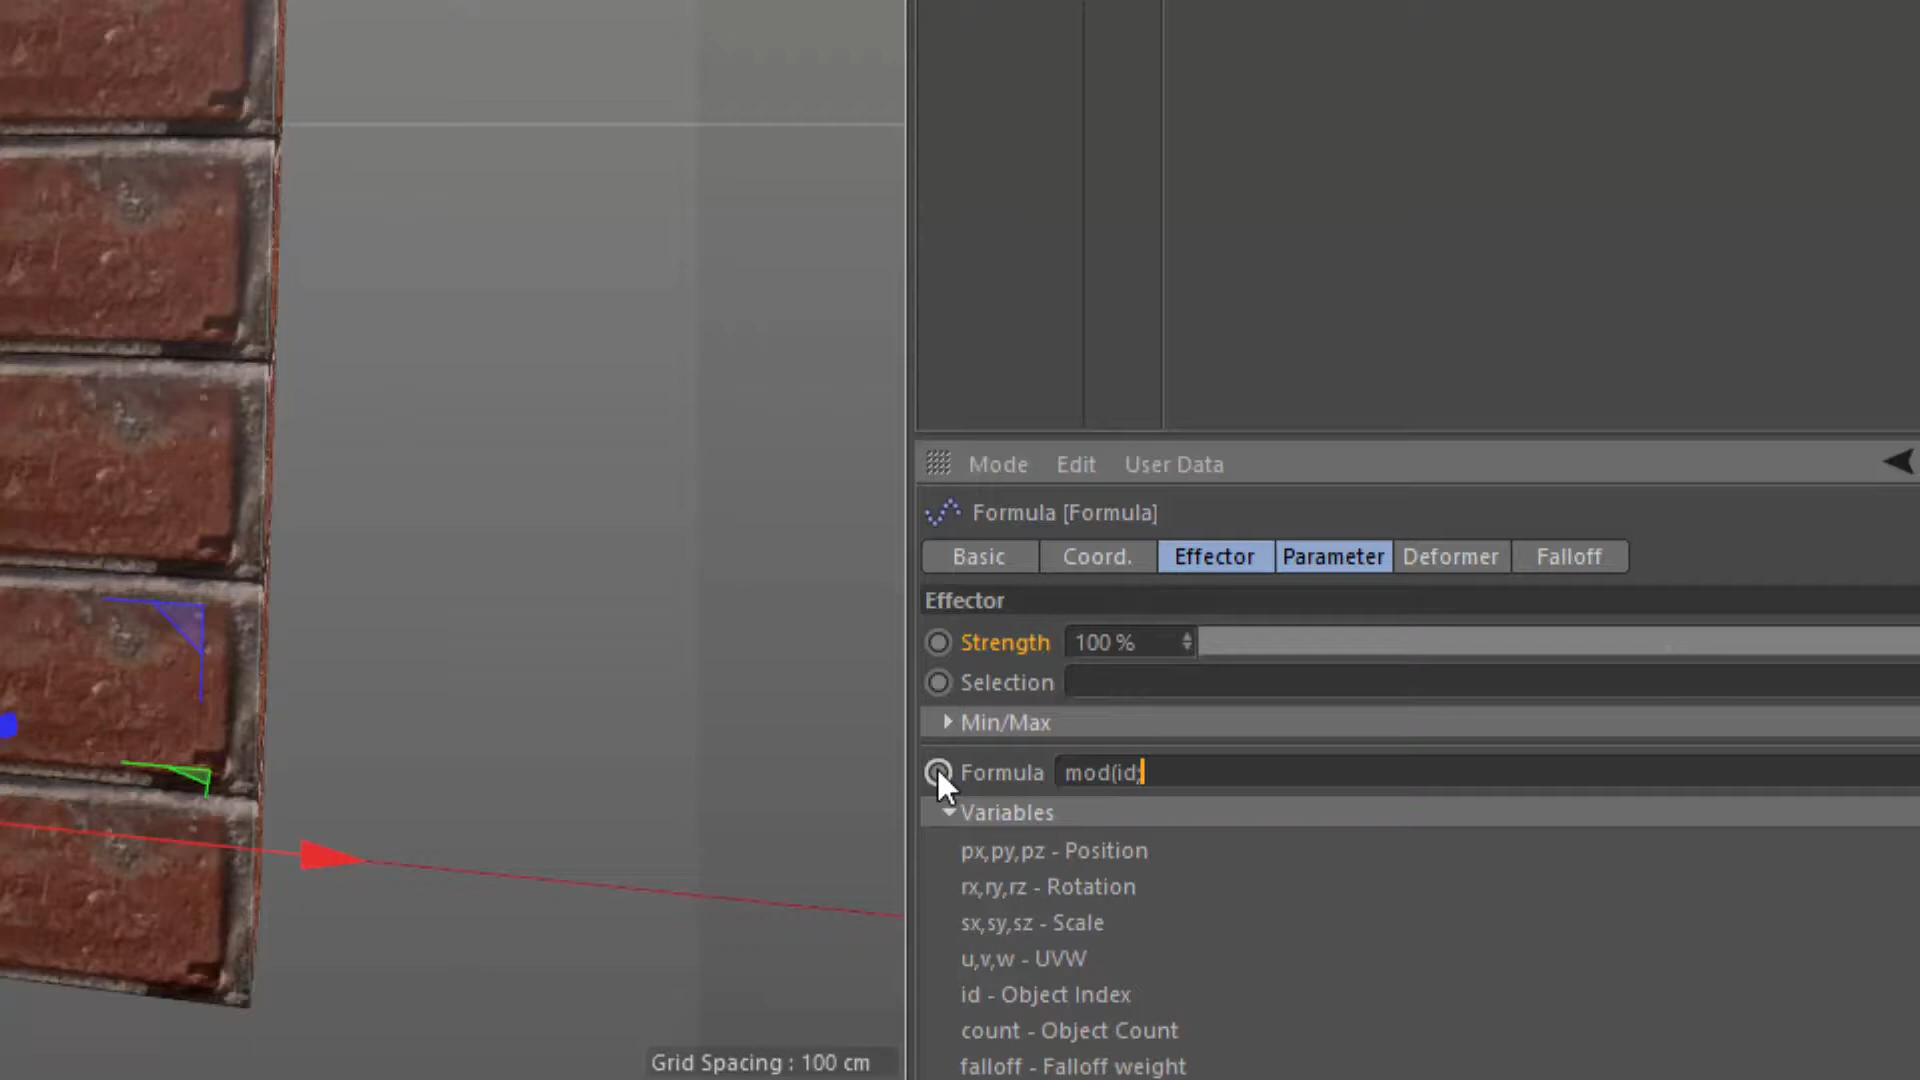 Mode Edit User Data
Formula [Formula]
Basic Coord. Effector Parameter Deformer Falloff
Effector
Strength 100 %
Selection
Min/Max
Formula mod(id;
Variables
px,py,pz - Position
rx,ry,rz - Rotation
sx,sy,sz - Scale
u,v,w - UVW
id - Object Index
count - Object Count
falloff - Falloff weight
Grid Spacing : 100 cm